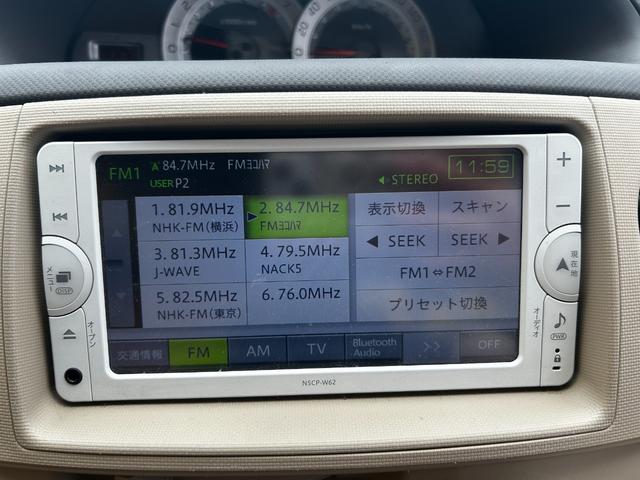 FM1 84.7MHz FMヨコハマ
USER P2
STEREO
11:59
1. 81.9MHz
NHK-FM(横浜)
2. 84.7MHz
FMヨコハマ
3. 81.3MHz
J-WAVE
4. 79.5MHz
NACK5
5. 82.5MHz
NHK-FM(東京)
6. 76.0MHz
表示切換
スキャン
◀ SEEK
SEEK ▶
FM1⇔FM2
プリセット切換
交通情報
FM
AM
TV
Bluetooth
Audio
>>
OFF
メニュー
DISP
オープン
+
−
現在地
オーディオ
PWR
NSCP-W62